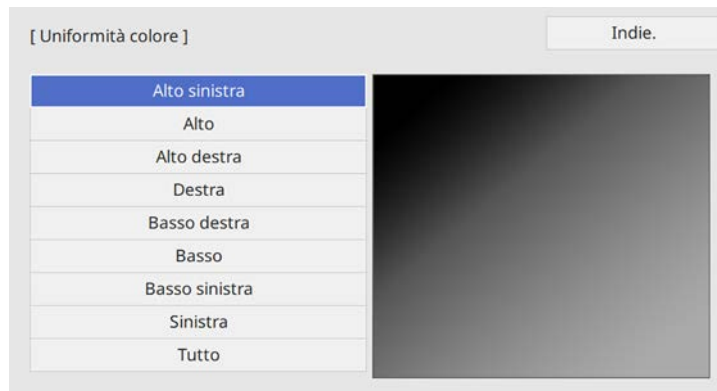 [ Uniformità colore ]
Indie.
Alto sinistra
Alto
Alto destra
Destra
Basso destra
Basso
Basso sinistra
Sinistra
Tutto